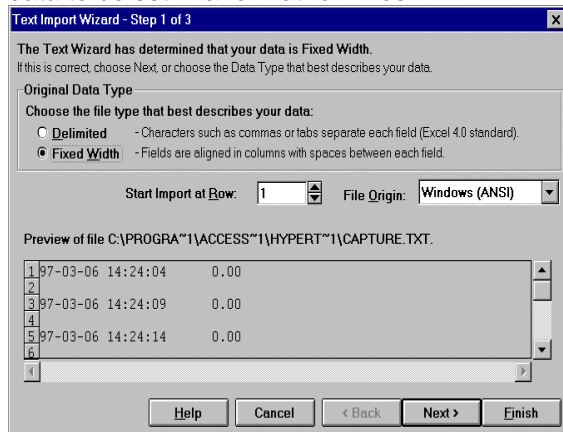 Text Import Wizard - Step 1 of 3
The Text Wizard has determined that your data is Fixed Width.
If this is correct, choose Next, or choose the Data Type that best describes your data.
Original Data Type
Choose the file type that best describes your data:
Delimited - Characters such as commas or tabs separate each field (Excel 4.0 standard).
Fixed Width - Fields are aligned in columns with spaces between each field.
Start Import at Row: 1 File Origin: Windows (ANSI)
Preview of file C:\PROGRA~1\ACCESS~1\HYPERT~1\CAPTURE.TXT.
1 97-03-06 14:24:04 0.00
2
3 97-03-06 14:24:09 0.00
4
5 97-03-06 14:24:14 0.00
6
Help Cancel < Back Next > Finish